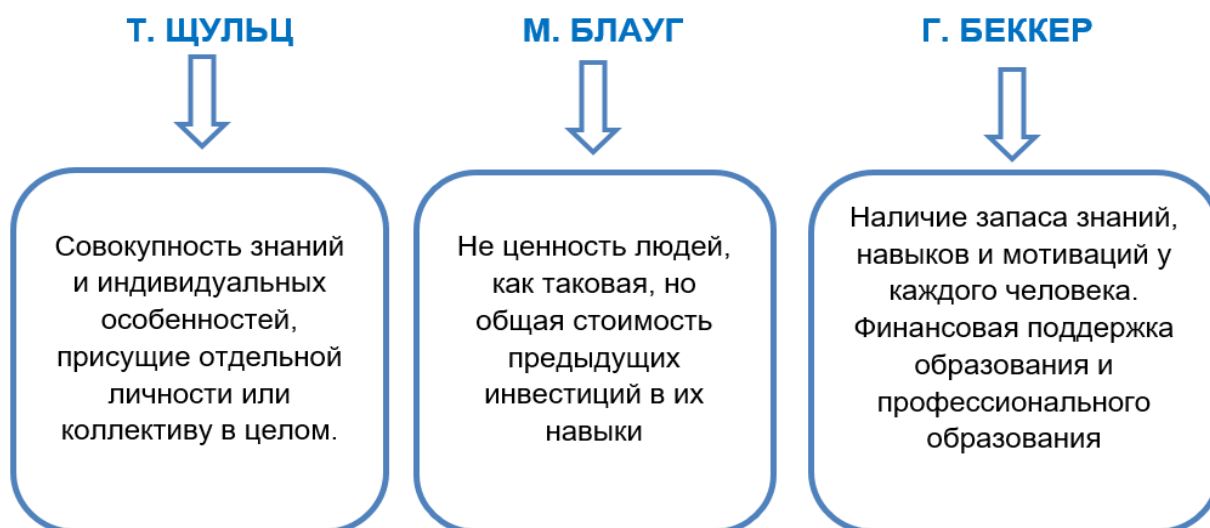 Т. ЩУЛЬЦ
Совокупность знаний
и индивидуальных
особенностей,
присущие отдельной
личности или
коллективу в целом.
М. БЛАУГ
Не ценность людей,
как таковая, но
общая стоимость
предыдущих
инвестиций в их
навыки
Г. БЕККЕР
Наличие запаса знаний,
навыков и мотиваций у
каждого человека.
Финансовая поддержка
образования и
профессионального
образования